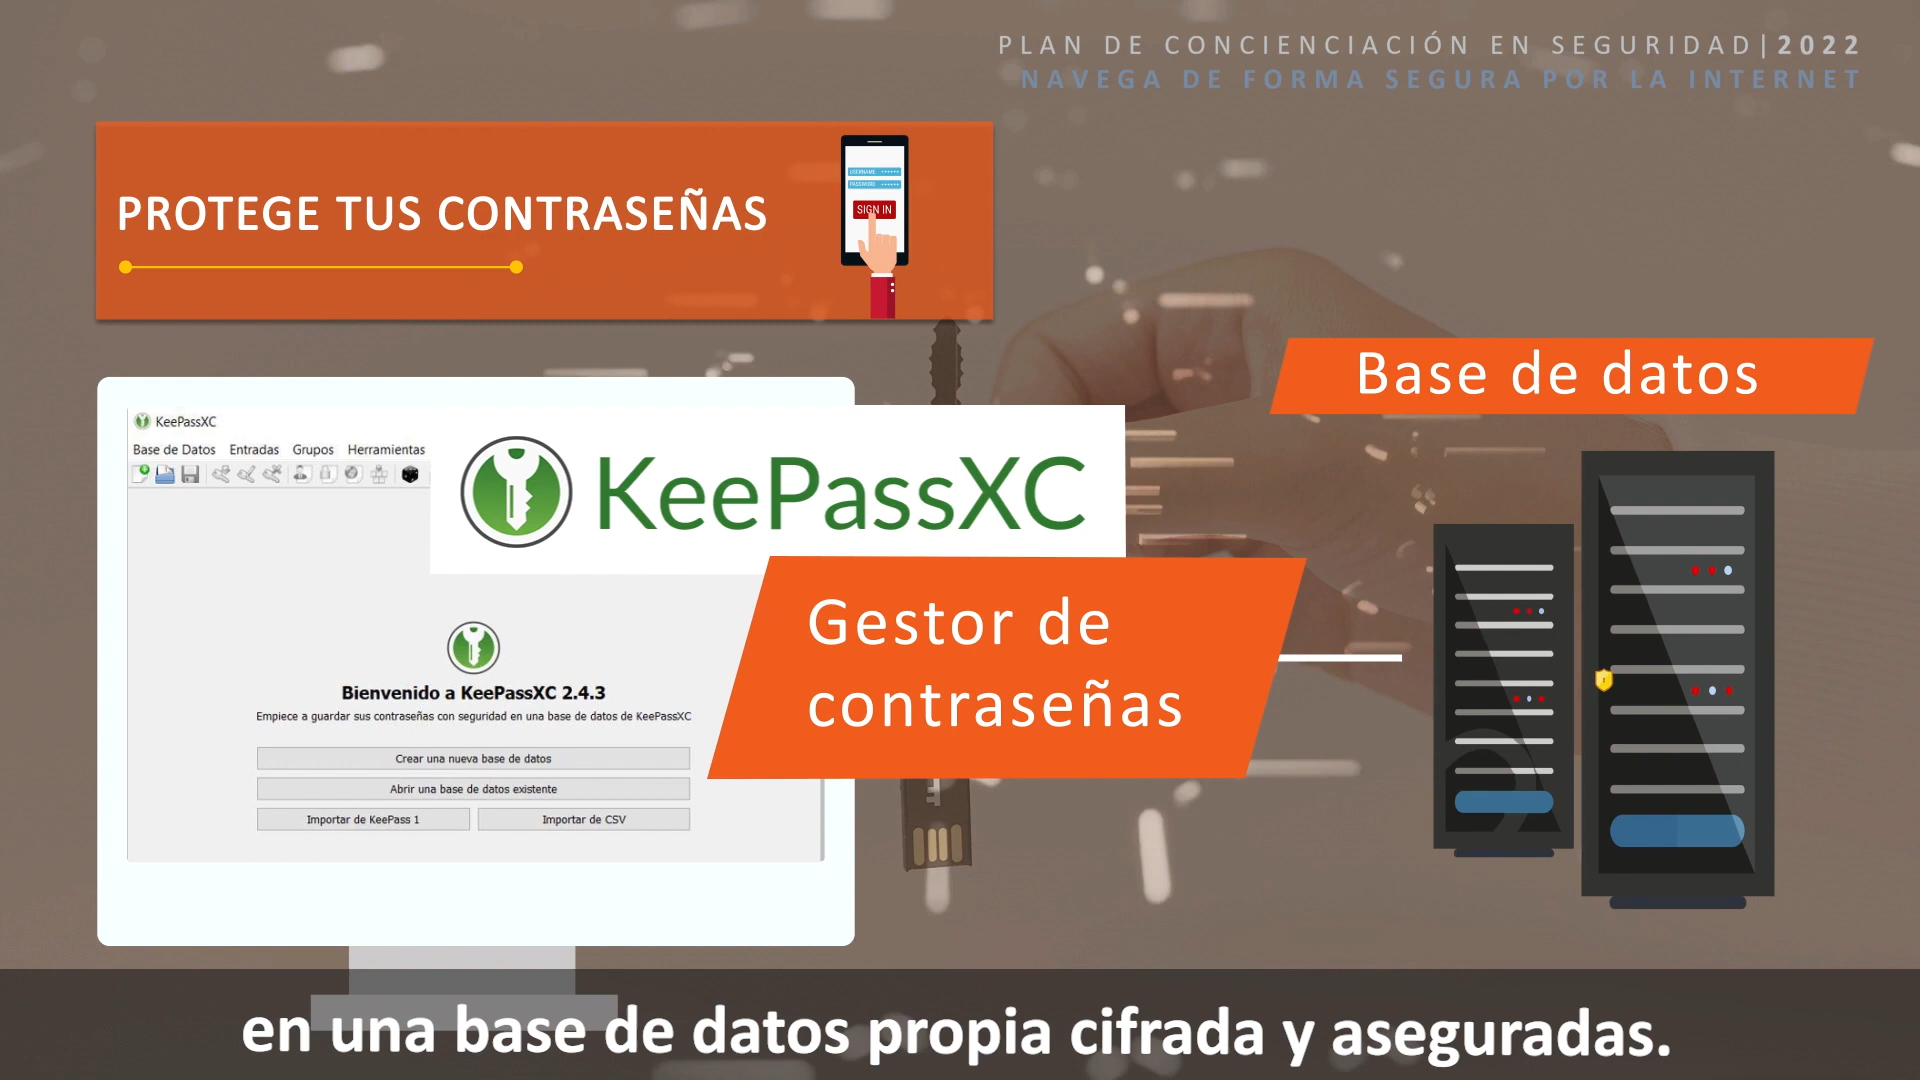 PLAN DE CONCIENCIACIÓN EN SEGURIDAD|2022
NAVEGA DE FORMA SEGURA POR LA INTERNET
PROTEGE TUS CONTRASEÑAS
USERNAME
PASSWORD
SIGN IN
Base de datos
KeePassXC
Base de Datos Entradas Grupos Herramientas
KeePassXC
Gestor de
contraseñas
Bienvenido a KeePassXC 2.4.3
Empiece a guardar sus contraseñas con seguridad en una base de datos de KeePassXC
Crear una nueva base de datos
Abrir una base de datos existente
Importar de KeePass 1 Importar de CSV
en una base de datos propia cifrada y aseguradas.